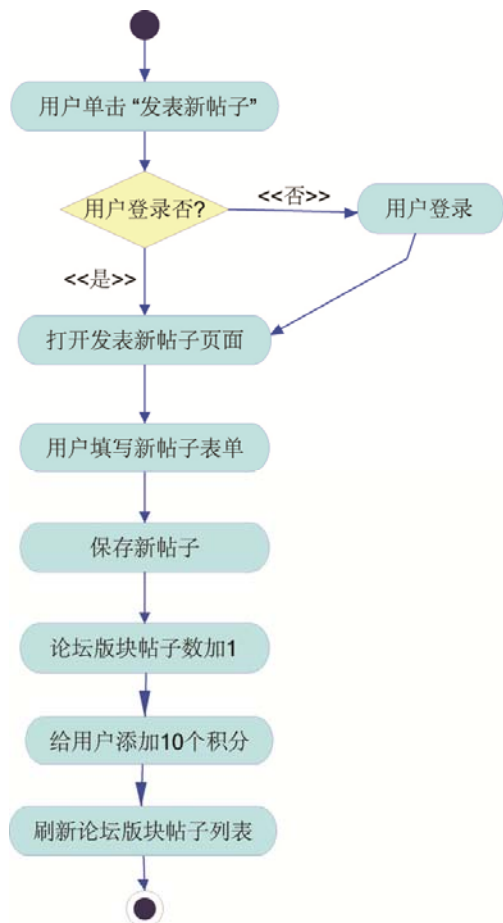 用户单击 “发表新帖子”
用户登录否?
<<否>>
用户登录
<<是>>
打开发表新帖子页面
用户填写新帖子表单
保存新帖子
论坛版块帖子数加1
给用户添加10个积分
刷新论坛版块帖子列表